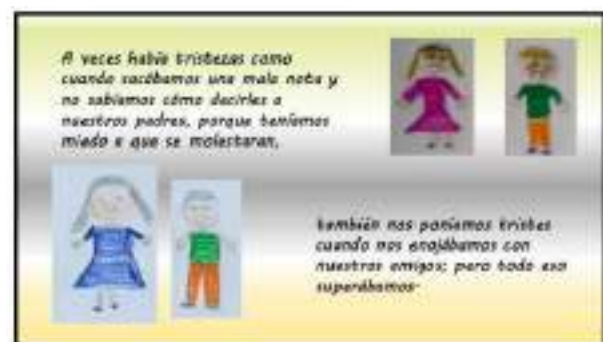 A veces había tristezas como
cuando sacábamos una mala nota y
no sabíamos cómo decirles a
nuestros padres, porque teníamos
miedo a que se molestaran,
también nos poníamos tristes
cuando nos enojábamos con
nuestros amigos; pero todo eso
superábamos-